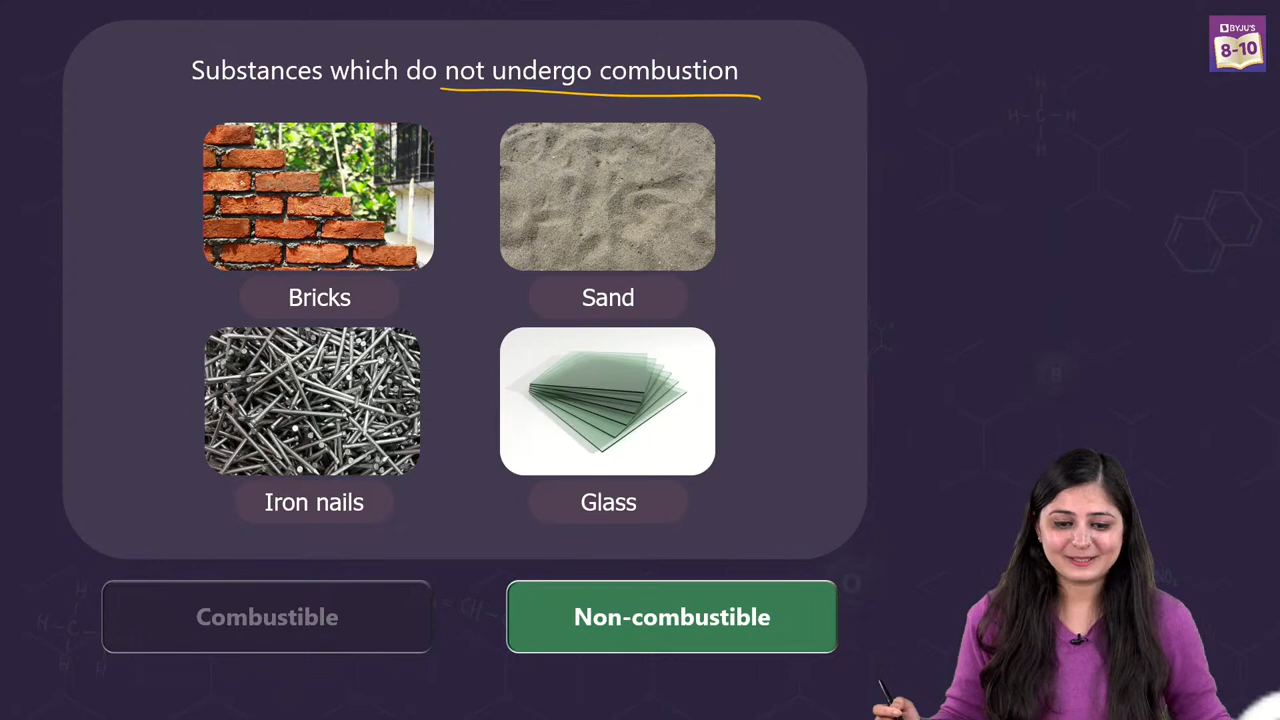 BYJU'S
8-10
Substances which do not undergo combustion
Bricks
Sand
Iron nails
Glass
Combustible
Non-combustible